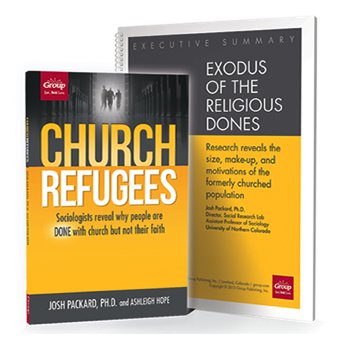 Group
CHURCH
REFUGEES
Sociologists reveal why people are
DONE with church but not their faith
JOSH PACKARD, PH.D. and ASHLEIGH HOPE
EXECUTIVE SUMMARY
EXODUS
OF THE
RELIGIOUS
DONES
Research reveals the
size, make-up, and
motivations of the
formerly churched
population
Josh Packard, Ph.D.
Director, Social Research Lab
Assistant Professor of Sociology
University of Northern Colorado
Group